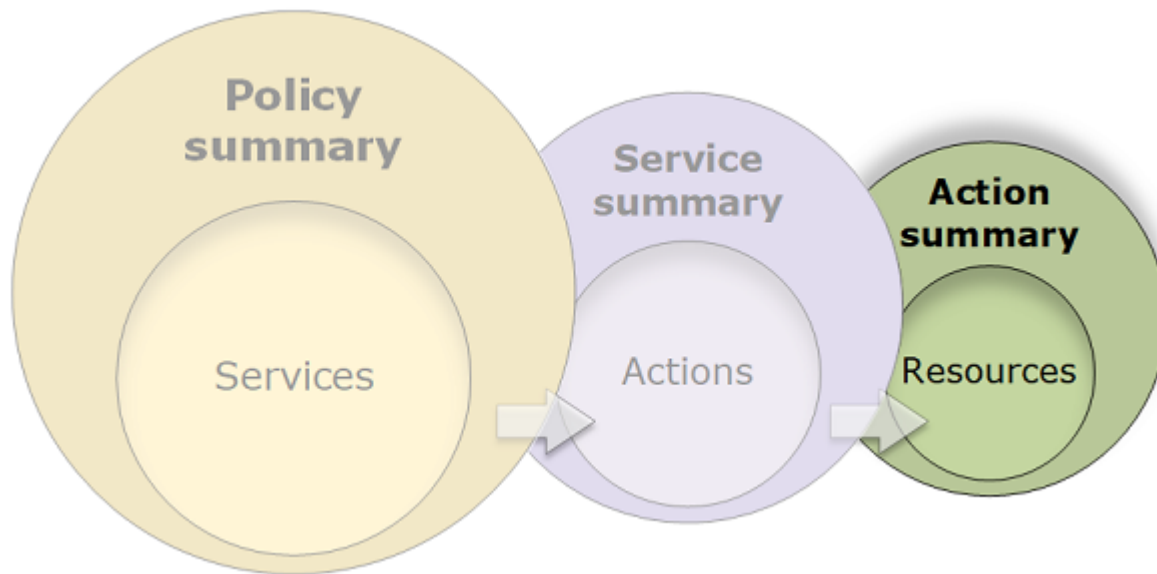 Policy
summary
Services
Service
summary
Actions
Action
summary
Resources